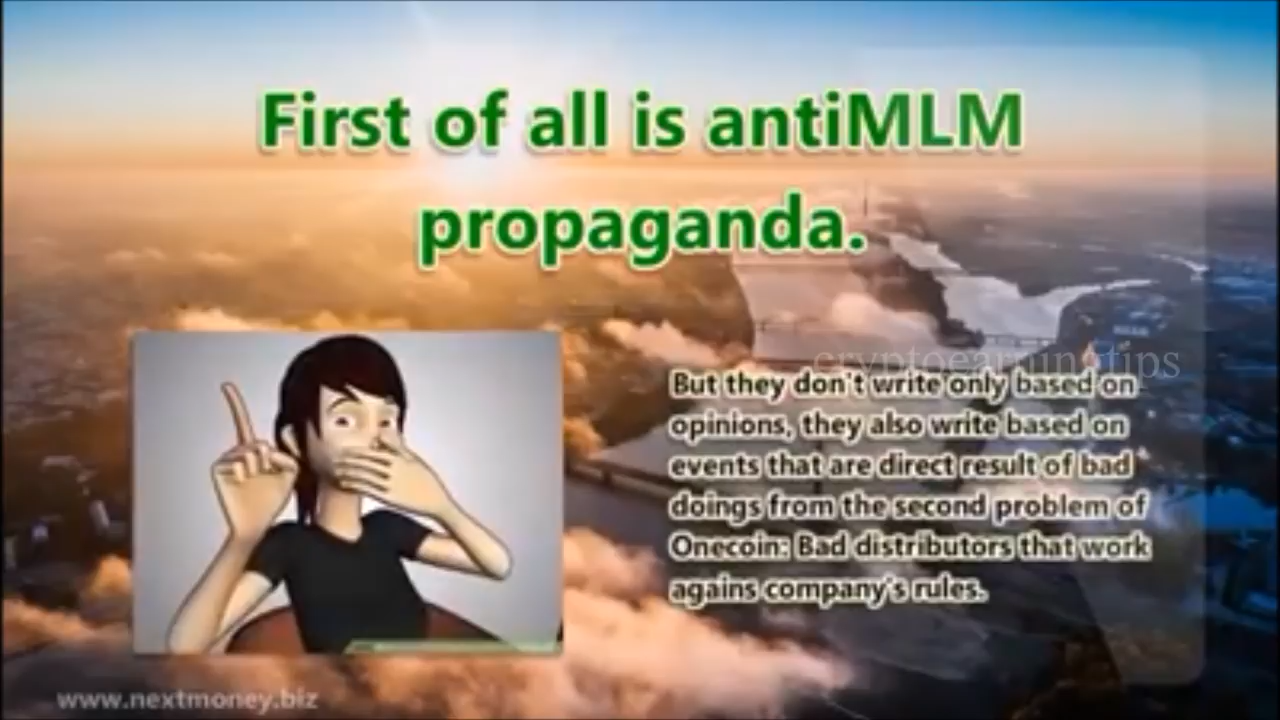 First of all is antiMLM
propaganda.
cryptoearningtips
But they don't write only based on
opinions, they also write based on
events that are direct result of bad
doings from the second problem of
Onecoin: Bad distributors that work
agains company's rules.
www.nextmoney.biz